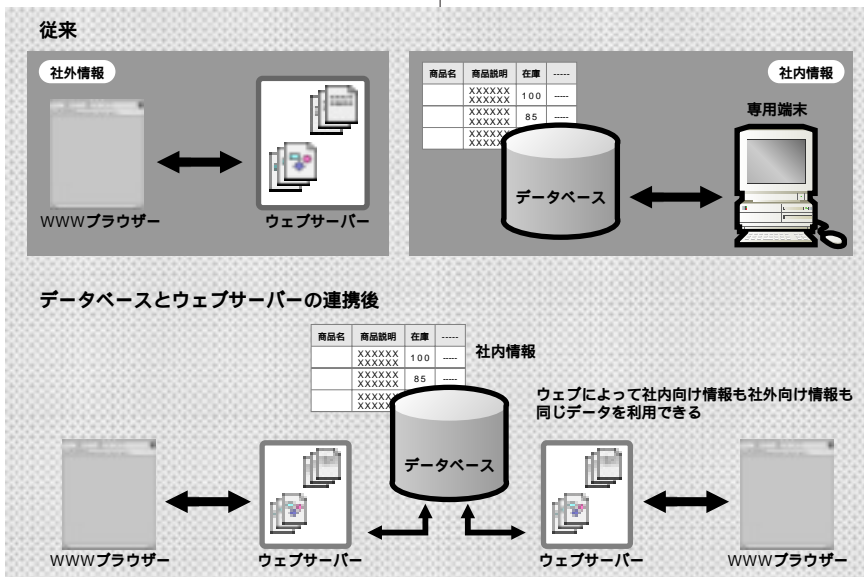 従来
社外情報
WWWブラウザー
ウェブサーバー
商品名 商品説明 在庫 -----
XXXXXX
XXXXXX
100 -----
XXXXXX
XXXXXX
85 -----
XXXXXX
XXXXX
データベース
社内情報
専用端末
データベースとウェブサーバーの連携後
商品名 商品説明 在庫 -----
XXXXXX
XXXXXX
100 -----
XXXXXX
XXXXXX
85 -----
XXXXXX
XXXXX
社内情報
ウェブによって社内向け情報も社外向け情報も
同じデータを利用できる
データベース
WWWブラウザー
ウェブサーバー
ウェブサーバー
WWWブラウザー